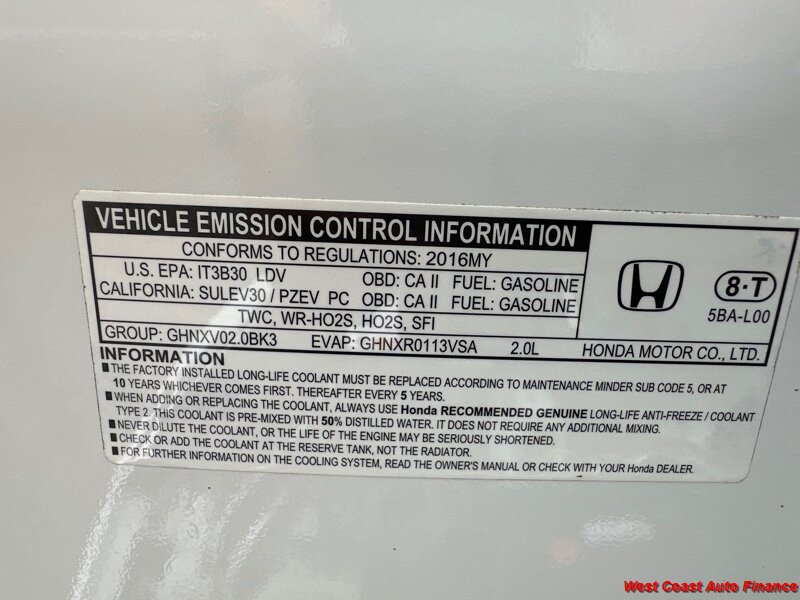 VEHICLE EMISSION CONTROL INFORMATION
CONFORMS TO REGULATIONS: 2016MY
U.S. EPA: IT3B30 LDV OBD: CA II FUEL: GASOLINE
CALIFORNIA: SULEV30 / PZEV PC OBD: CA II FUEL: GASOLINE
TWC, WR-HO2S, HO2S, SFI
GROUP: GHNXV02.0BK3 EVAP: GHNXR0113VSA 2.0L
8·T
5BA-L00
HONDA MOTOR CO., LTD.
INFORMATION
■ THE FACTORY INSTALLED LONG-LIFE COOLANT MUST BE REPLACED ACCORDING TO MAINTENANCE MINDER SUB CODE 5, OR AT
10 YEARS WHICHEVER COMES FIRST. THEREAFTER EVERY 5 YEARS.
■ WHEN ADDING OR REPLACING THE COOLANT, ALWAYS USE Honda RECOMMENDED GENUINE LONG-LIFE ANTI-FREEZE / COOLANT
TYPE 2. THIS COOLANT IS PRE-MIXED WITH 50% DISTILLED WATER. IT DOES NOT REQUIRE ANY ADDITIONAL MIXING.
■ NEVER DILUTE THE COOLANT, OR THE LIFE OF THE ENGINE MAY BE SERIOUSLY SHORTENED.
■ CHECK OR ADD THE COOLANT AT THE RESERVE TANK, NOT THE RADIATOR.
■ FOR FURTHER INFORMATION ON THE COOLING SYSTEM, READ THE OWNER'S MANUAL OR CHECK WITH YOUR Honda DEALER.
West Coast Auto Finance